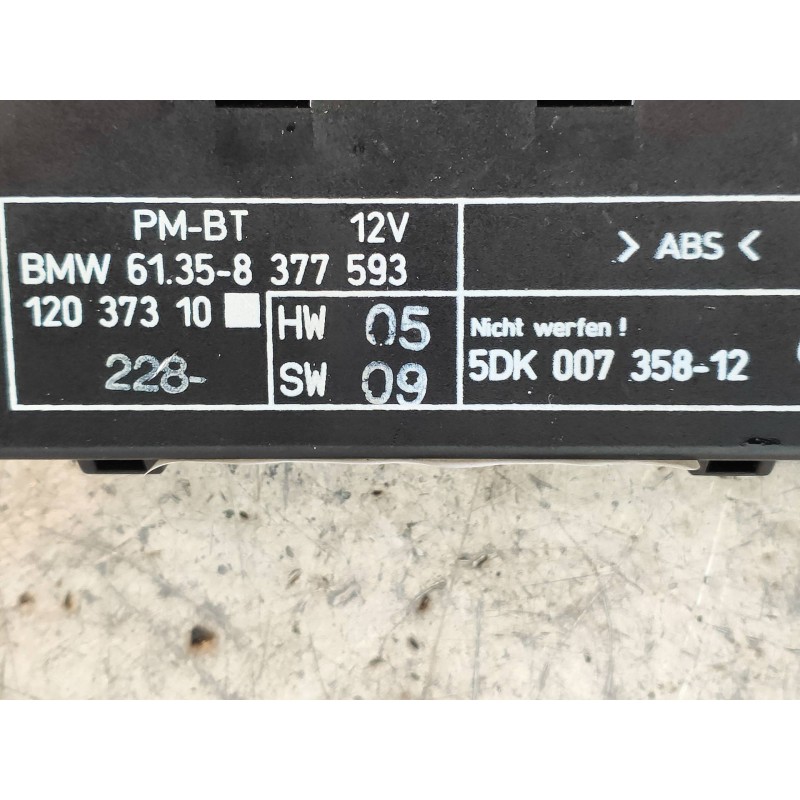 PM-BT 12V
BMW 61.35-8 377 593
120 373 10
228-
HW 05
SW 09
> ABS <
Nicht werfen !
5DK 007 358-12